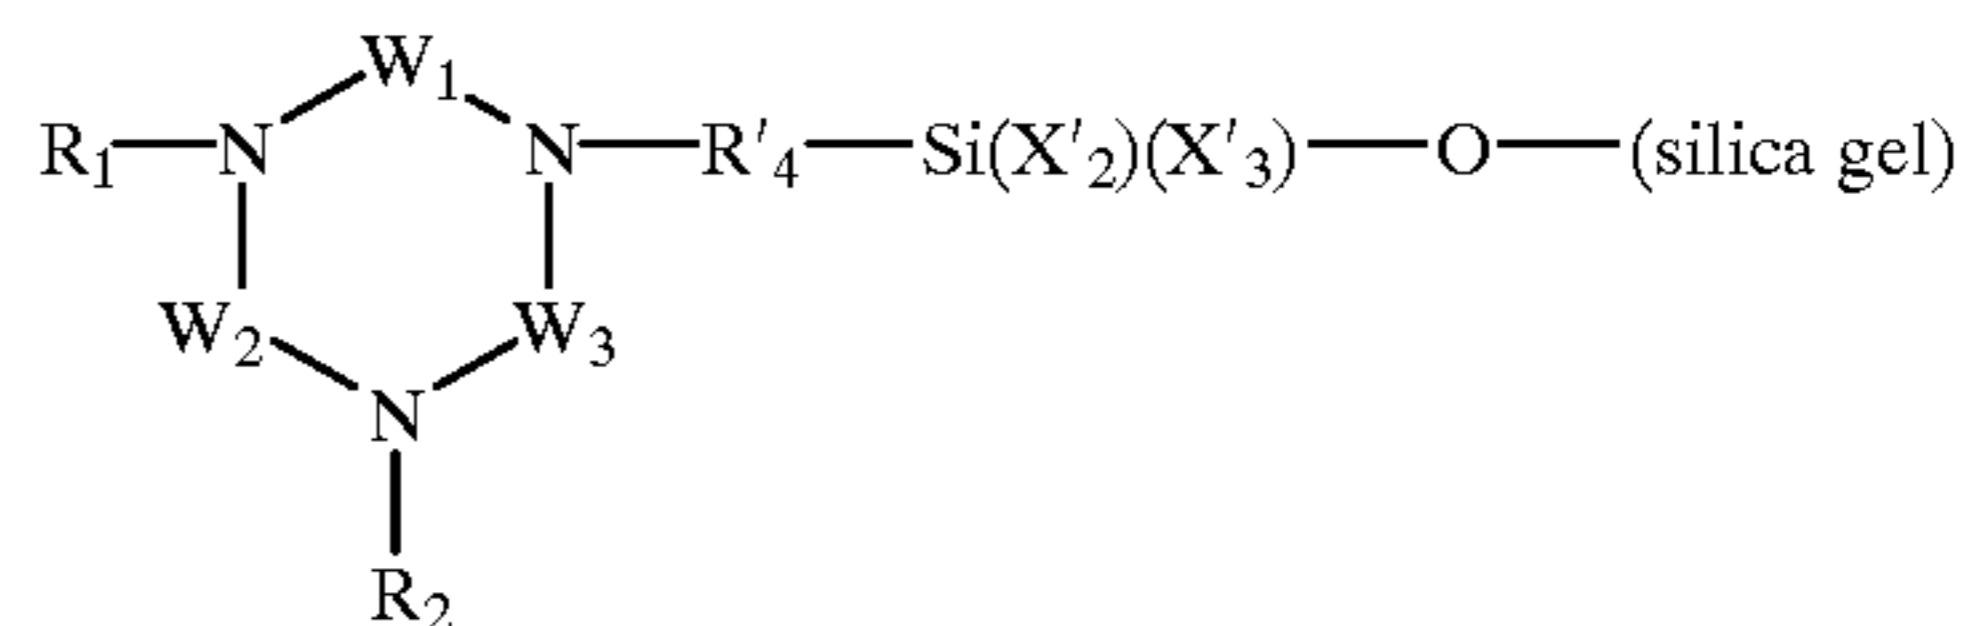 W₁
R₁—N N—R'₄—Si(X'₂)(X'₃)—O—(silica gel)
W₂ W₃
N
R₂